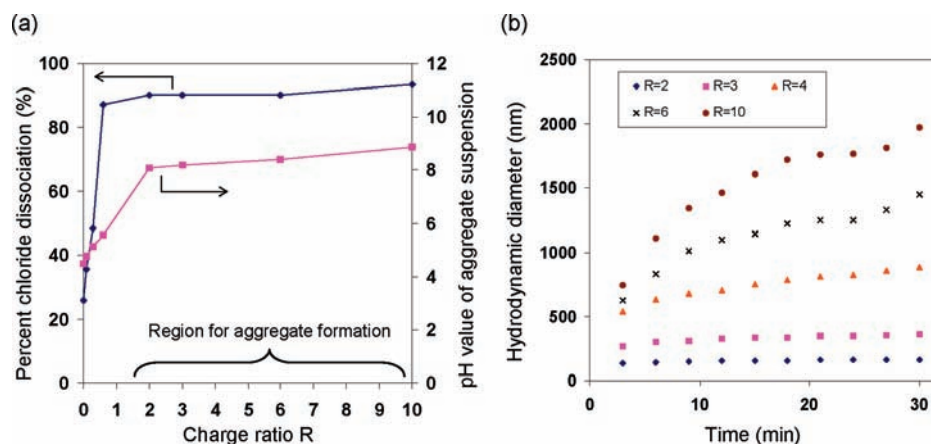 (a)
Percent chloride dissociation (%)
100
80
60
40
20
0
12
10
8
6
4
2
0
pH value of aggregate suspension
Region for aggregate formation
0 1 2 3 4 5 6 7 8 9 10
Charge ratio R
(b)
Hydrodynamic diameter (nm)
2500
2000
1500
1000
500
0
R=2 R=3 R=4
R=6 R=10
0 10 20 30
Time (min)